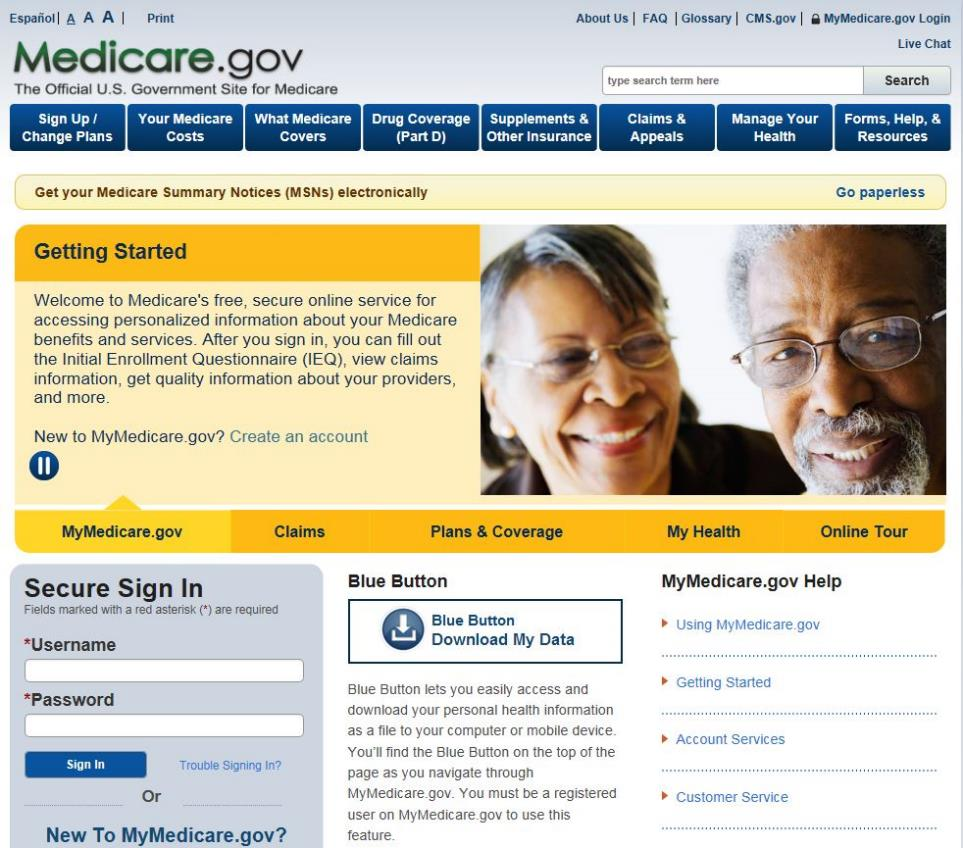 Español| A A A | Print
About Us | FAQ | Glossary | CMS.gov | MyMedicare.gov Login
Live Chat
Medicare.gov
The Official U.S. Government Site for Medicare
type search term here
Search
Sign Up /
Change Plans
Your Medicare
Costs
What Medicare
Covers
Drug Coverage
(Part D)
Supplements &
Other Insurance
Claims &
Appeals
Manage Your
Health
Forms, Help, &
Resources
Get your Medicare Summary Notices (MSNs) electronically
Go paperless
Getting Started
Welcome to Medicare's free, secure online service for
accessing personalized information about your Medicare
benefits and services. After you sign in, you can fill out
the Initial Enrollment Questionnaire (IEQ), view claims
information, get quality information about your providers,
and more.
New to MyMedicare.gov? Create an account
MyMedicare.gov
Claims
Plans & Coverage
My Health
Online Tour
Secure Sign In
Fields marked with a red asterisk (*) are required
*Username
*Password
Sign In
Trouble Signing In?
Or
New To MyMedicare.gov?
Blue Button
Blue Button
Download My Data
Blue Button lets you easily access and
download your personal health information
as a file to your computer or mobile device.
You'll find the Blue Button on the top of the
page as you navigate through
MyMedicare.gov. You must be a registered
user on MyMedicare.gov to use this
feature.
MyMedicare.gov Help
Using MyMedicare.gov
Getting Started
Account Services
Customer Service